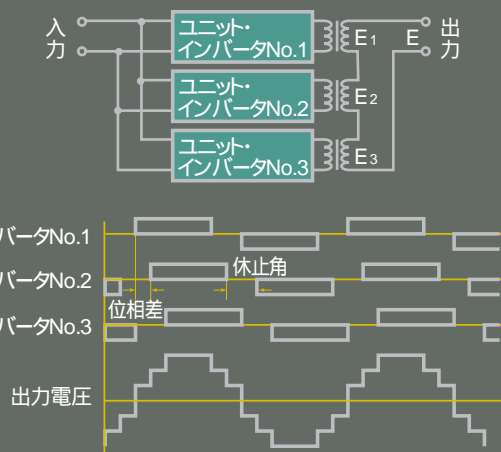 入力
ユニット・
インバータNo.1
ユニット・
インバータNo.2
ユニット・
インバータNo.3
E1
E2
E3
E
出力
バータNo.1
バータNo.2
バータNo.3
休止角
位相差
出力電圧